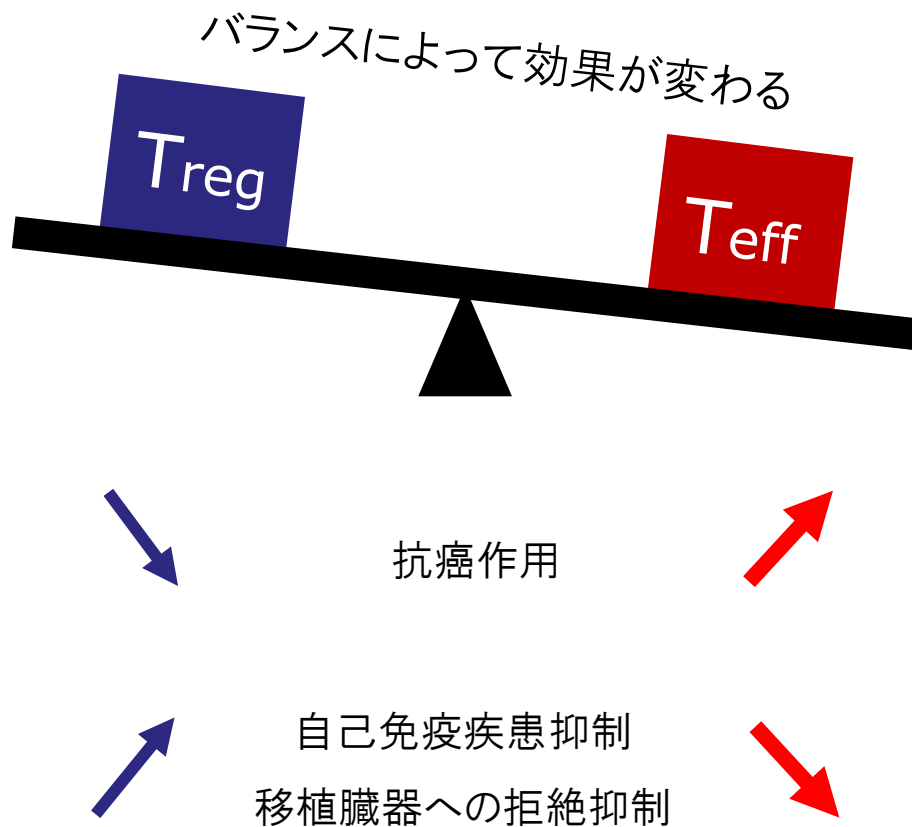 バランスによって効果が変わる
Treg
Teff
抗癌作用
自己免疫疾患抑制
移植臓器への拒絶抑制